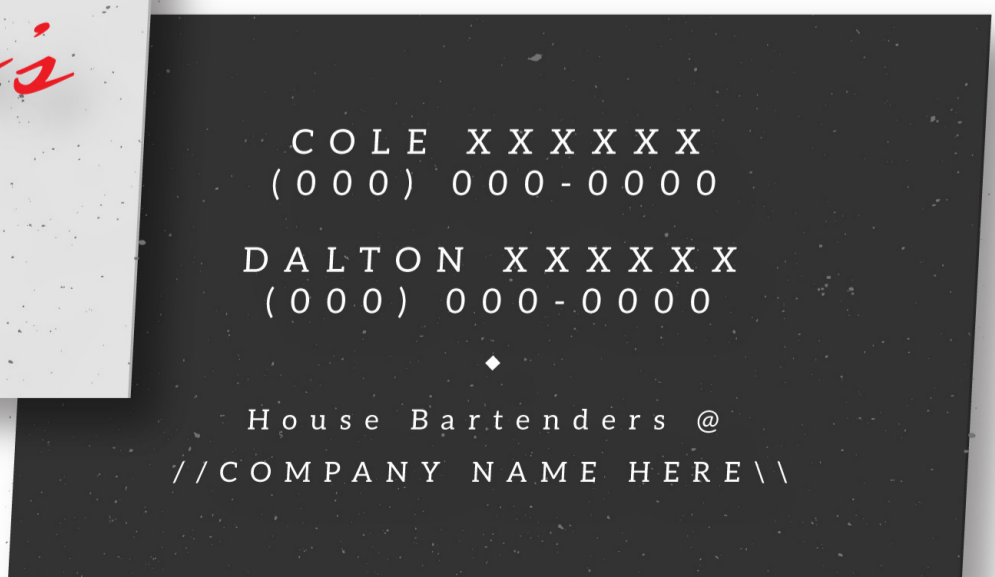 COLE XXXXXX
(000) 000-0000
DALTON XXXXXX
(000) 000-0000
House Bartenders @
//COMPANY NAME HERE\\